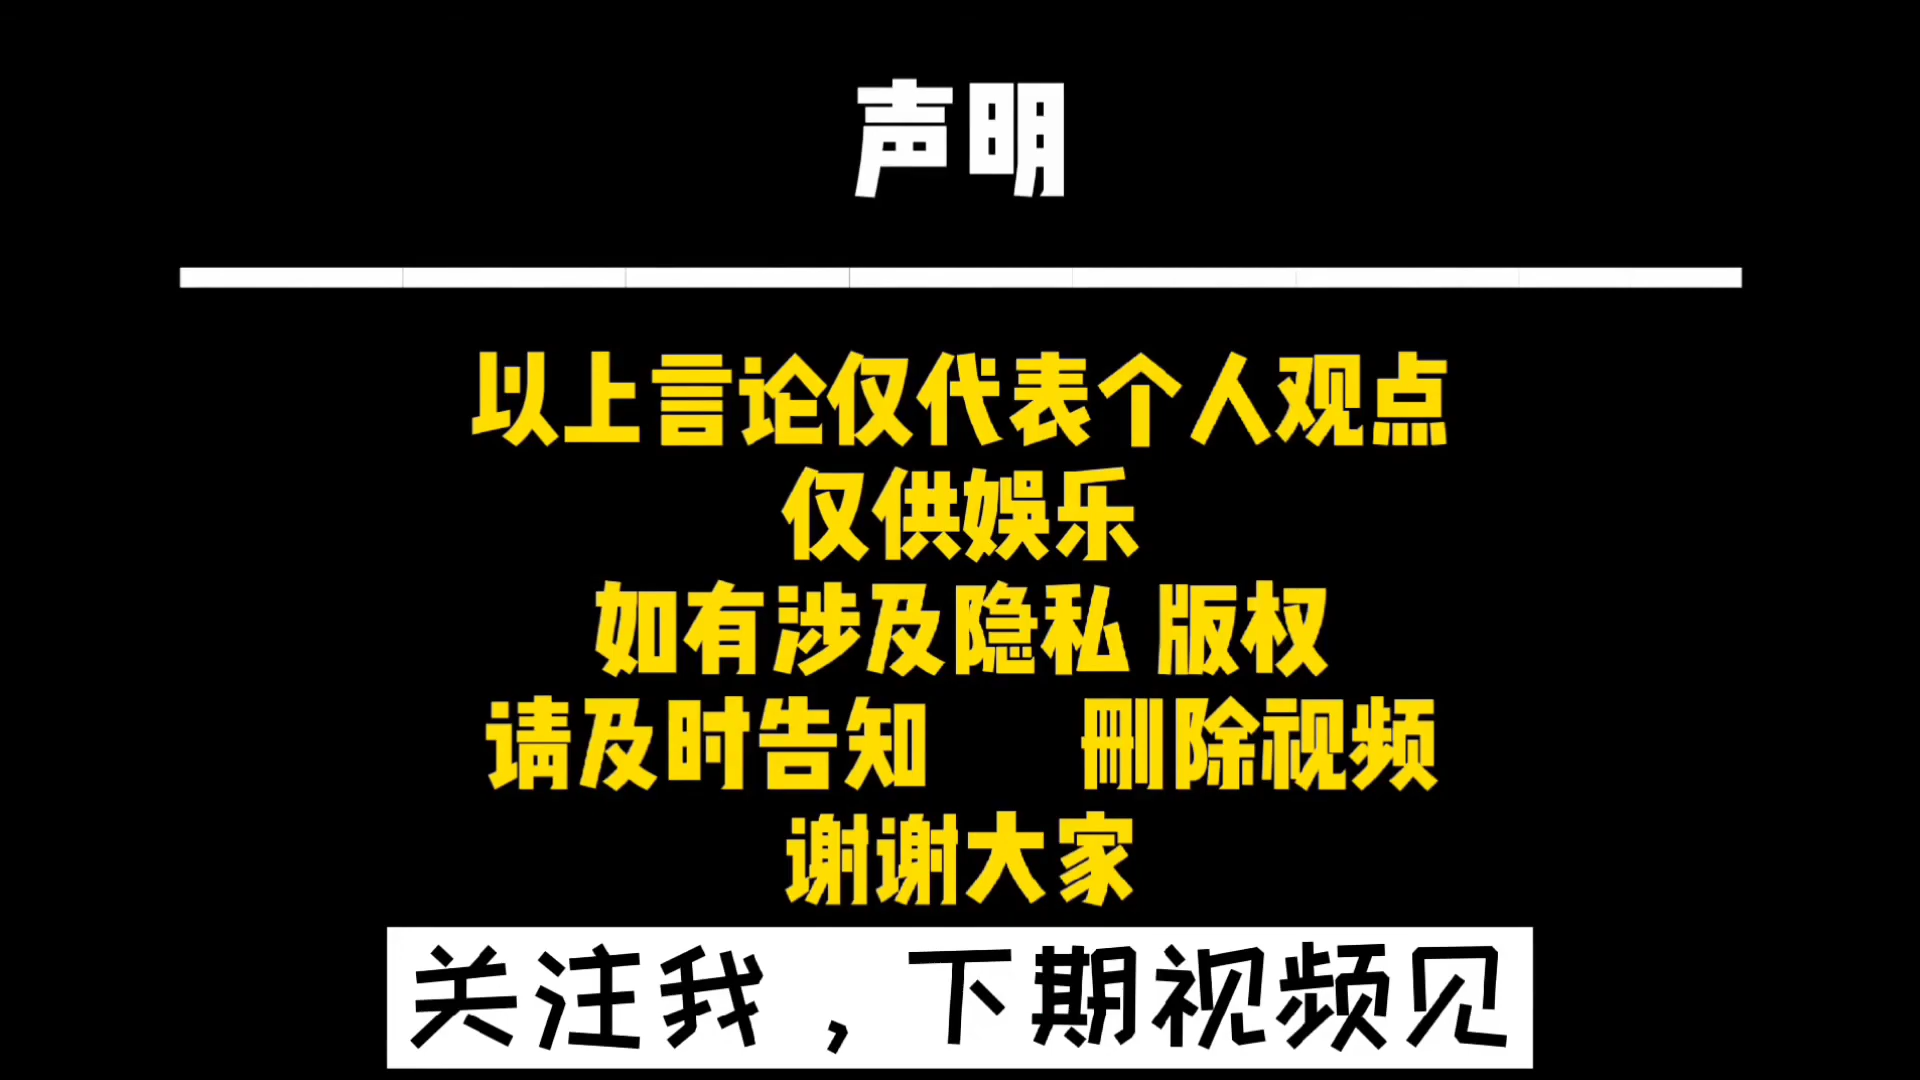 声明
以上言论仅代表个人观点
仅供娱乐
如有涉及隐私 版权
请及时告知 删除视频
谢谢大家
关注我，下期视频见